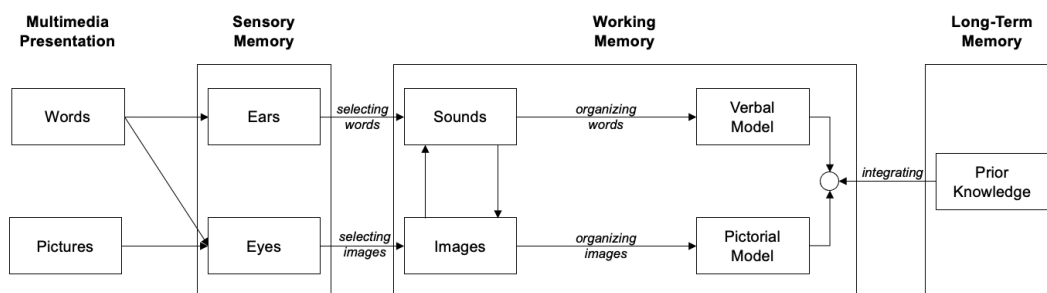 Multimedia
Presentation
Sensory
Memory
Working
Memory
Long-Term
Memory
Words
Ears
selecting
words
Sounds
organizing
words
Verbal
Model
integrating
Prior
Knowledge
Pictures
Eyes
selecting
images
Images
organizing
images
Pictorial
Model